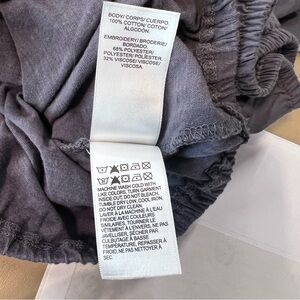 BODY/ CORPS/ CUERPO
100% COTTON/ COTON/
ALGODÓN.
EMBROIDERY/ BRODERIE/
BORDADO.
68% POLYESTER/
POLYESTER/ POLIÉSTER.
32% VISCOSE/ VISCOSE/
VISCOSA.
MACHINE WASH COLD WITH
LIKE COLORS. TURN GARMENT
INSIDE OUT. DO NOT BLEACH.
TUMBLE DRY LOW. COOL IRON.
DO NOT DRY CLEAN.
LAVER À LA MACHINE À EAU
FROIDE AVEC COULEURS
SIMILAIRES. TOURNER LE
VÊTEMENT À L'ENVERS. NE PAS
JAVELLISER. SÉCHER PAR
CULBUTAGE À BASSE
TEMPÉRATURE. REPASSER À
FROID. NE PAS NETTOYER À
SEC.